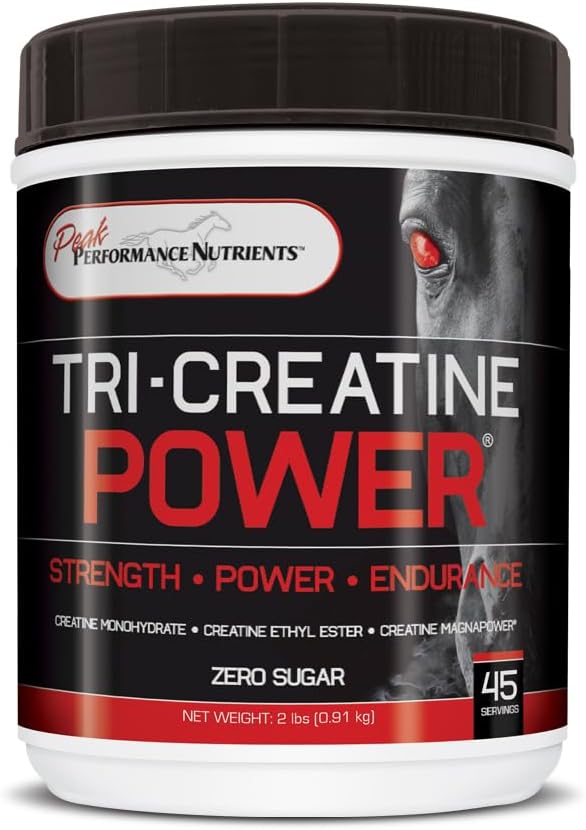 Peak
PERFORMANCE NUTRIENTS™
TRI-CREATINE
POWER®
STRENGTH • POWER • ENDURANCE
CREATINE MONOHYDRATE • CREATINE ETHYL ESTER • CREATINE MAGNAPOWER®
ZERO SUGAR
45
SERVINGS
NET WEIGHT: 2 lbs (0.91 kg)